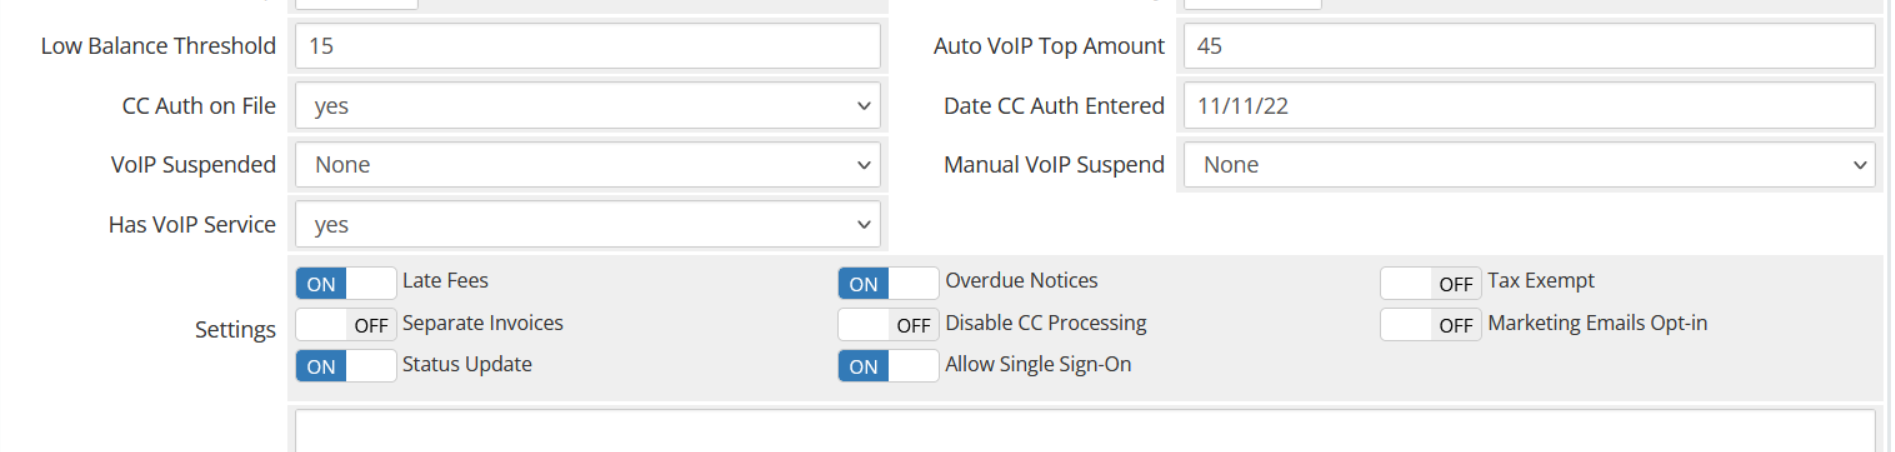 Low Balance Threshold 15 Auto VoIP Top Amount 45
CC Auth on File yes Date CC Auth Entered 11/11/22
VoIP Suspended None Manual VoIP Suspend None
Has VoIP Service yes
ON Late Fees ON Overdue Notices OFF Tax Exempt
Settings OFF Separate Invoices OFF Disable CC Processing OFF Marketing Emails Opt-in
ON Status Update ON Allow Single Sign-On